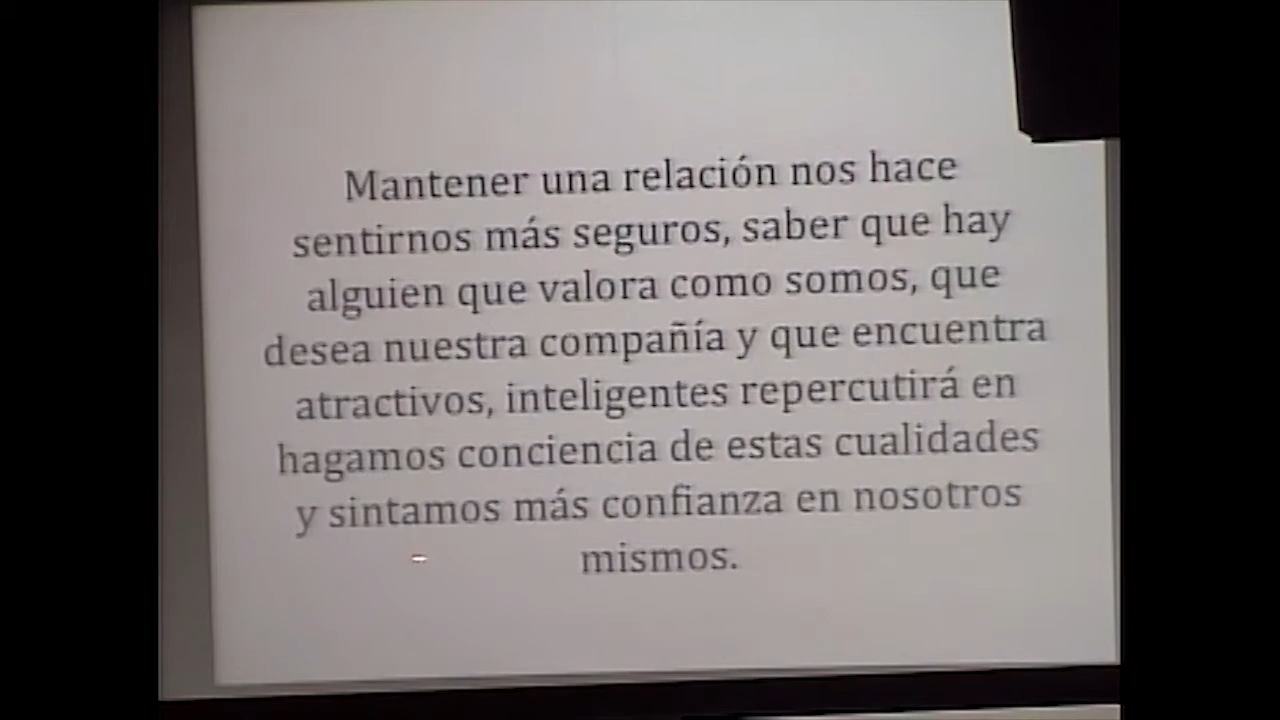 Mantener una relación nos hace
sentirnos más seguros, saber que hay
alguien que valora como somos, que
desea nuestra compañía y que encuentra
atractivos, inteligentes repercutirá en
hagamos conciencia de estas cualidades
y sintamos más confianza en nosotros
mismos.